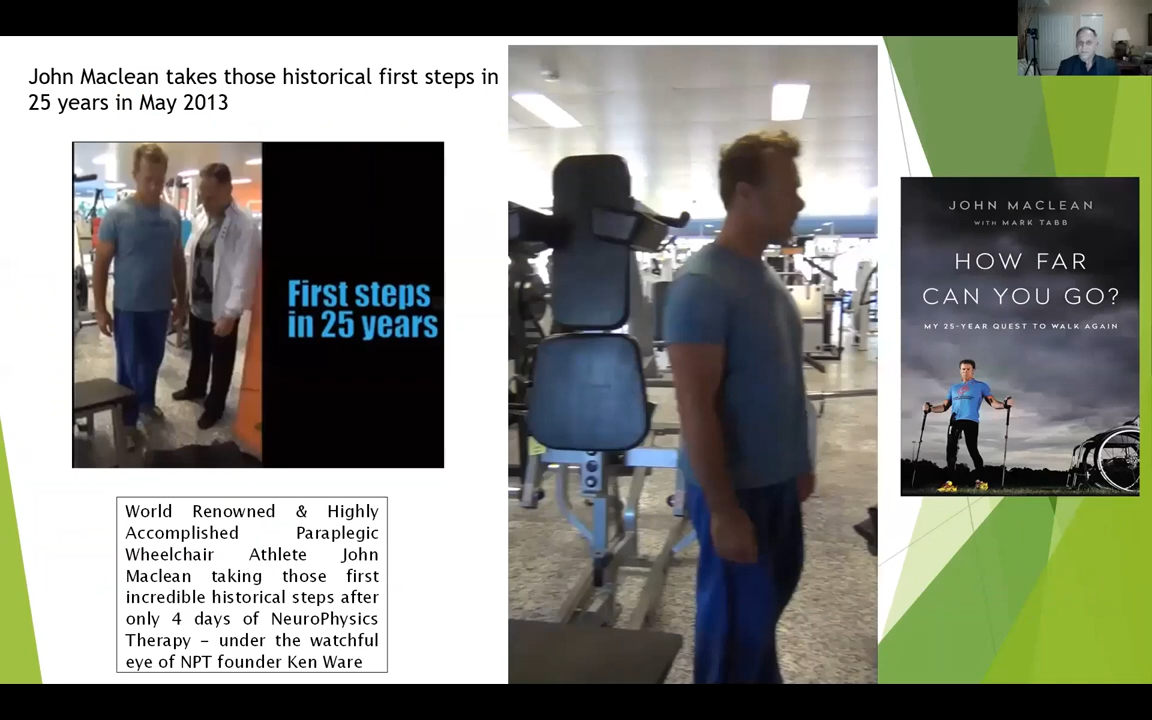 John Maclean takes those historical first steps in
25 years in May 2013
First steps
in 25 years
World Renowned & Highly
Accomplished Paraplegic
Wheelchair Athlete John
Maclean taking those first
incredible historical steps after
only 4 days of NeuroPhysics
Therapy – under the watchful
eye of NPT founder Ken Ware
JOHN MACLEAN
WITH MARK TABB
HOW FAR
CAN YOU GO?
MY 25-YEAR QUEST TO WALK AGAIN